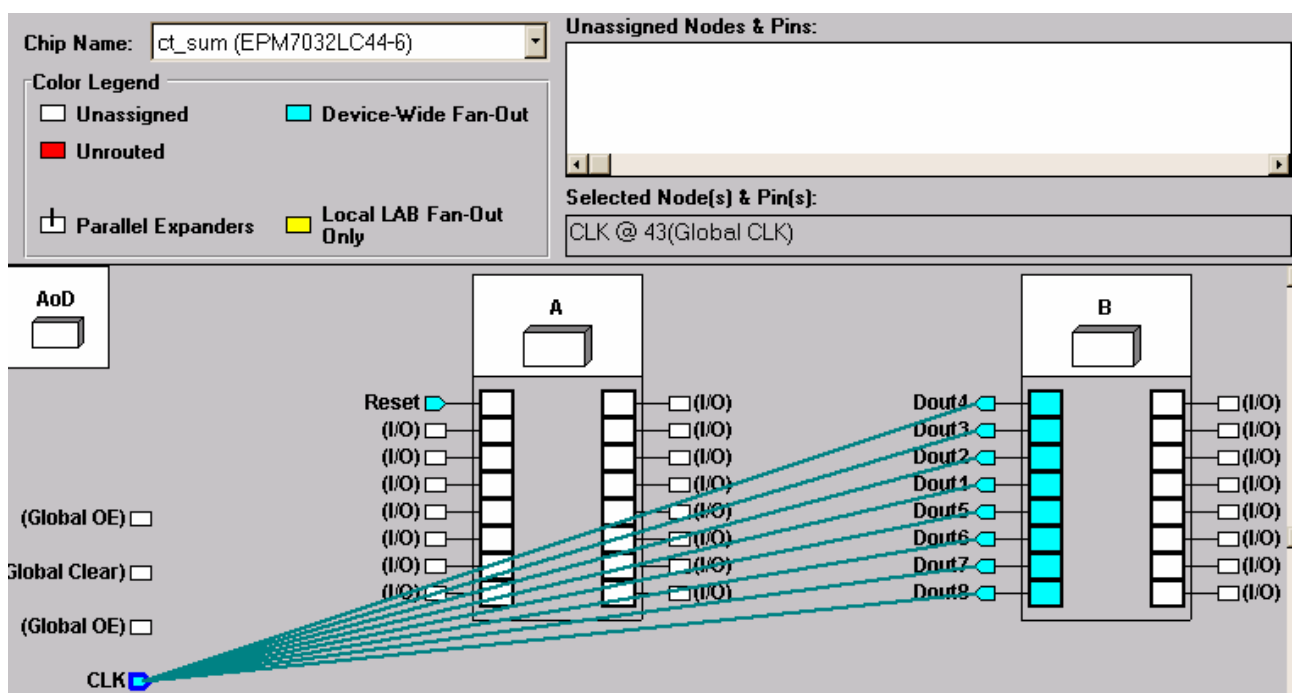 Chip Name: ct_sum (EPM7032LC44-6)
Color Legend
Unassigned
Device-Wide Fan-Out
Unrouted
Parallel Expanders
Local LAB Fan-Out
Only
Unassigned Nodes & Pins:
Selected Node(s) & Pin(s):
CLK @ 43(Global CLK)
AoD
A
B
Reset (I/O) Dout4 (I/O)
(I/O) (I/O) Dout3 (I/O)
(I/O) (I/O) Dout2 (I/O)
(I/O) (I/O) Dout1 (I/O)
(Global OE) (I/O) (I/O) Dout5 (I/O)
(I/O) (I/O) Dout6 (I/O)
Global Clear) (I/O) (I/O) Dout7 (I/O)
(I/O) (I/O) Dout8 (I/O)
(Global OE)
CLK